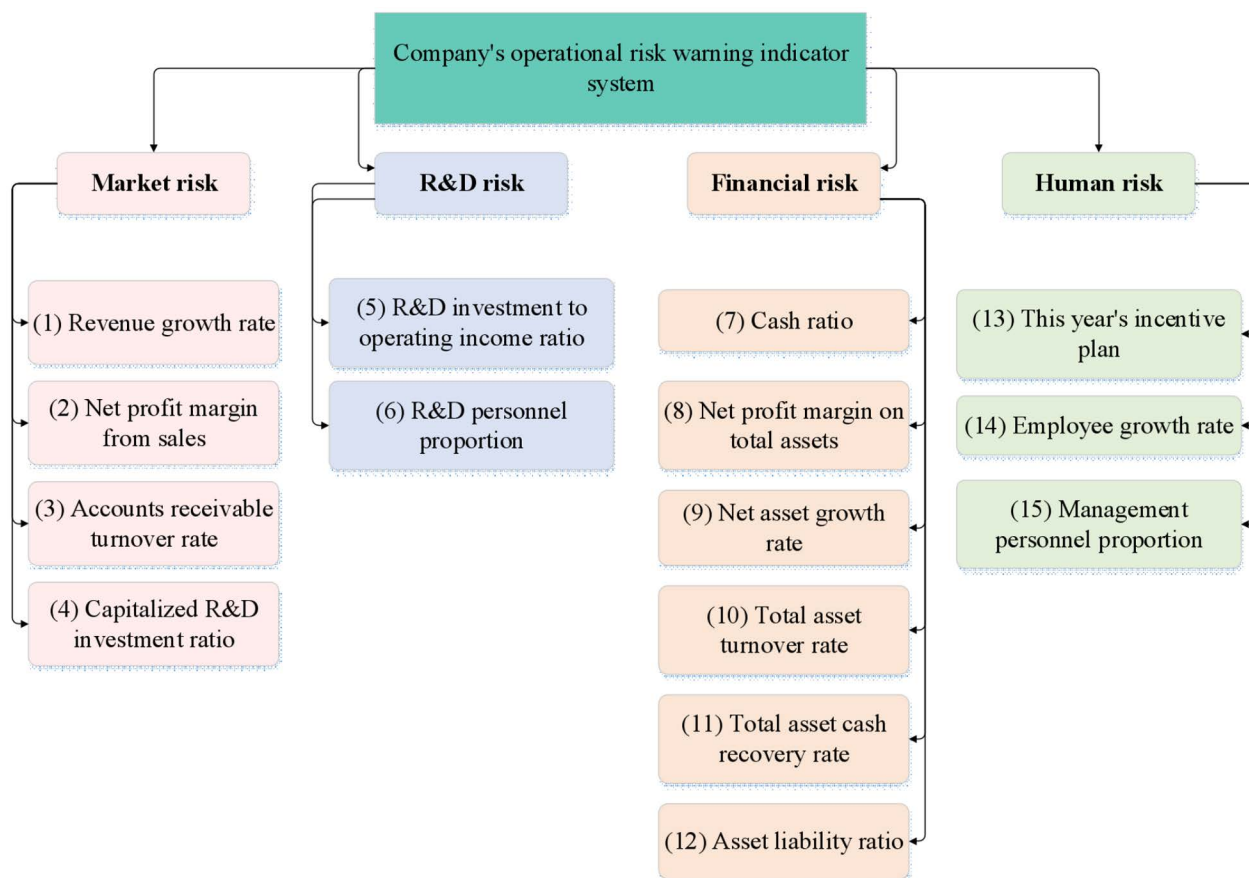 Company's operational risk warning indicator
system
Market risk
R&D risk
Financial risk
Human risk
(1) Revenue growth rate
(2) Net profit margin
from sales
(3) Accounts receivable
turnover rate
(4) Capitalized R&D
investment ratio
(5) R&D investment to
operating income ratio
(6) R&D personnel
proportion
(7) Cash ratio
(8) Net profit margin on
total assets
(9) Net asset growth
rate
(10) Total asset
turnover rate
(11) Total asset cash
recovery rate
(12) Asset liability ratio
(13) This year's incentive
plan
(14) Employee growth rate
(15) Management
personnel proportion